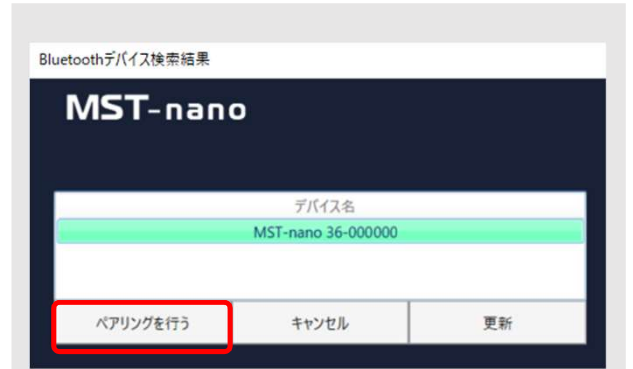 Bluetoothデバイス検索結果
MST-nano
デバイス名
MST-nano 36-000000
ペアリングを行う キャンセル 更新